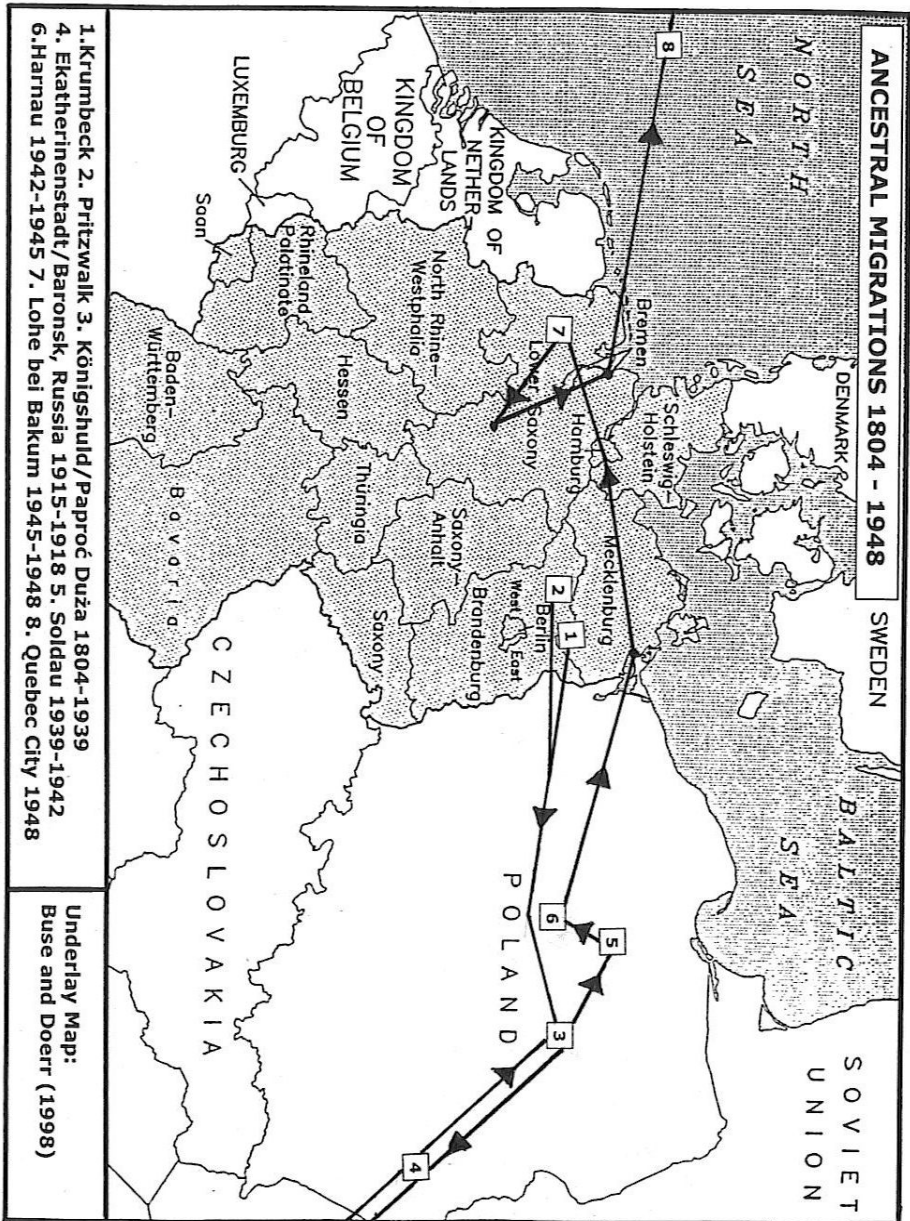 ANCESTRAL MIGRATIONS 1804 - 1948
NORTH
SEA
DENMARK
SWEDEN
BALTIC
SEA
SOVIET
UNION
8
Schleswig-
Holstein
Bremen
Hamburg
Mecklenburg
KINGDOM OF
NETHER-
LANDS
7
Lower Saxony
2
1
Berlin
West East
Brandenburg
6
5
3
POLAND
4
KINGDOM
OF
BELGIUM
North Rhine-
Westphalia
Saxony-
Anhalt
LUXEMBURG
Rhineland
Palatinate
Hessen
Thüringia
Saxony
Saan
Baden-
Württemberg
Bavaria
CZECHOSLOVAKIA
1.Krumbeck 2. Pritzwalk 3. Königshuld/Paproć Duża 1804-1939
4. Ekatherinenstadt/Baronsk, Russia 1915-1918 5. Soldau 1939-1942
6.Harnau 1942-1945 7. Lohe bei Bakum 1945-1948 8. Quebec City 1948
Underlay Map:
Buse and Doerr (1998)